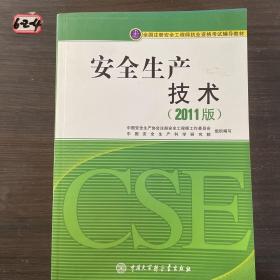 6-2-4
全国注册安全工程师执业资格考试辅导教材
安全生产
技术
(2011版)
中国安全生产协会注册安全工程师工作委员会
中国安全生产科学研究院
组织编写
CSE
中国大百科全书出版社